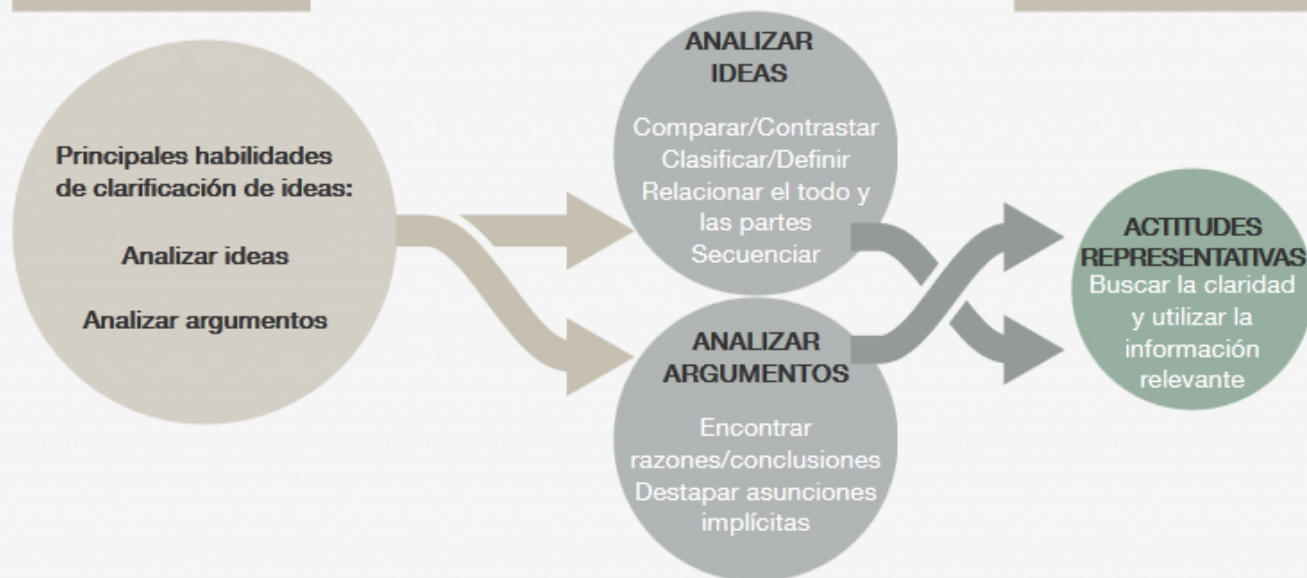 Principales habilidades
de clarificación de ideas:
Analizar ideas
Analizar argumentos
ANALIZAR
IDEAS
Comparar/Contrastar
Clasificar/Definir
Relacionar el todo y
las partes
Secuenciar
ANALIZAR
ARGUMENTOS
Encontrar
razones/conclusiones
Destapar asunciones
implícitas
ACTITUDES
REPRESENTATIVAS
Buscar la claridad
y utilizar la
información
relevante